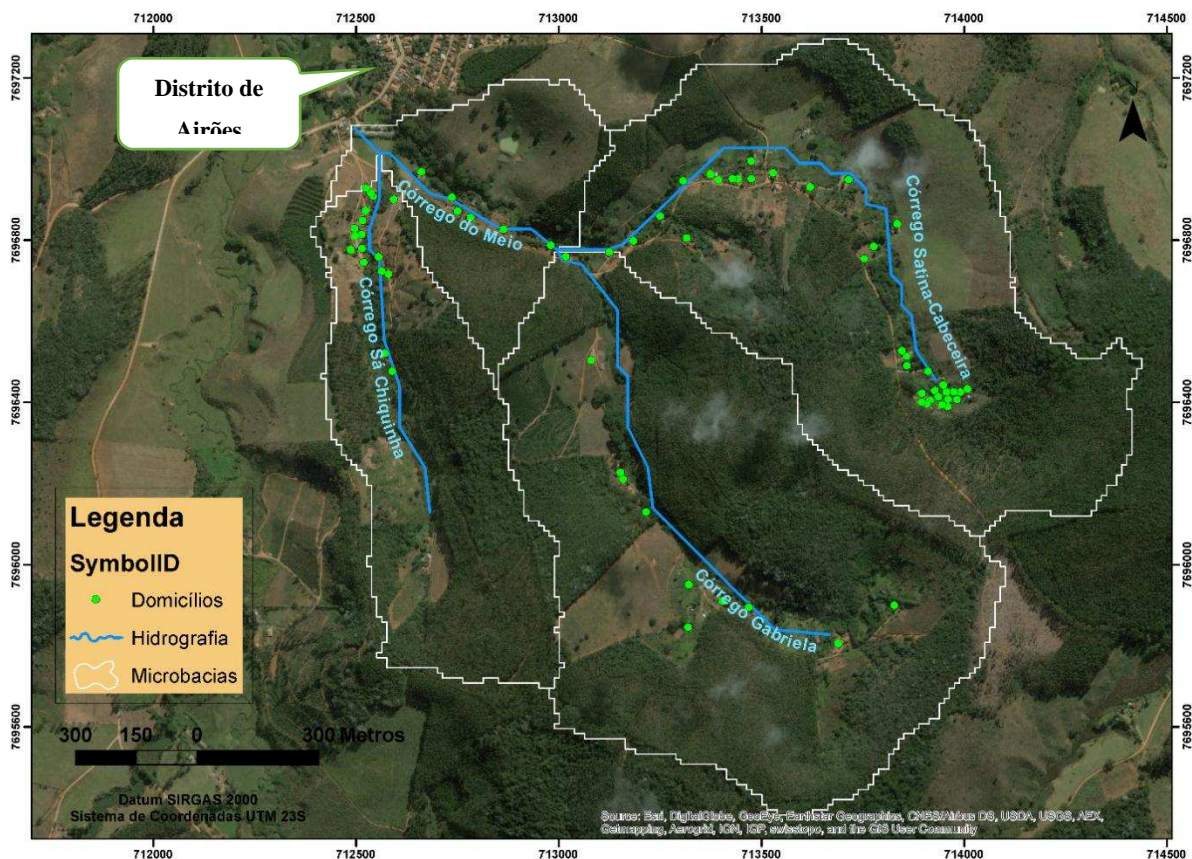 712000 712500 713000 713500 714000 714500
7697200 7697200
Distrito de
Airões
Córrego do Meio
Córrego Satina-Cabeceira
7696800 7696800
Córrego Sá Chiquinha
7696400 7696400
Legenda
SymbolID
Domicílios
Hidrografia
Microbacias
7696000 7696000
Córrego Gabriela
7695600 7695600
300 150 0 300 Metros
Datum SIRGAS 2000
Sistema de Coordenadas UTM 23S
Source: Esri, DigitalGlobe, GeoEye, Earthstar Geographics, CNES/Airbus DS, USDA, USGS, AEX,
Getmapping, Aerogrid, IGN, IGP, swisstopo, and the GIS User Community
712000 712500 713000 713500 714000 714500